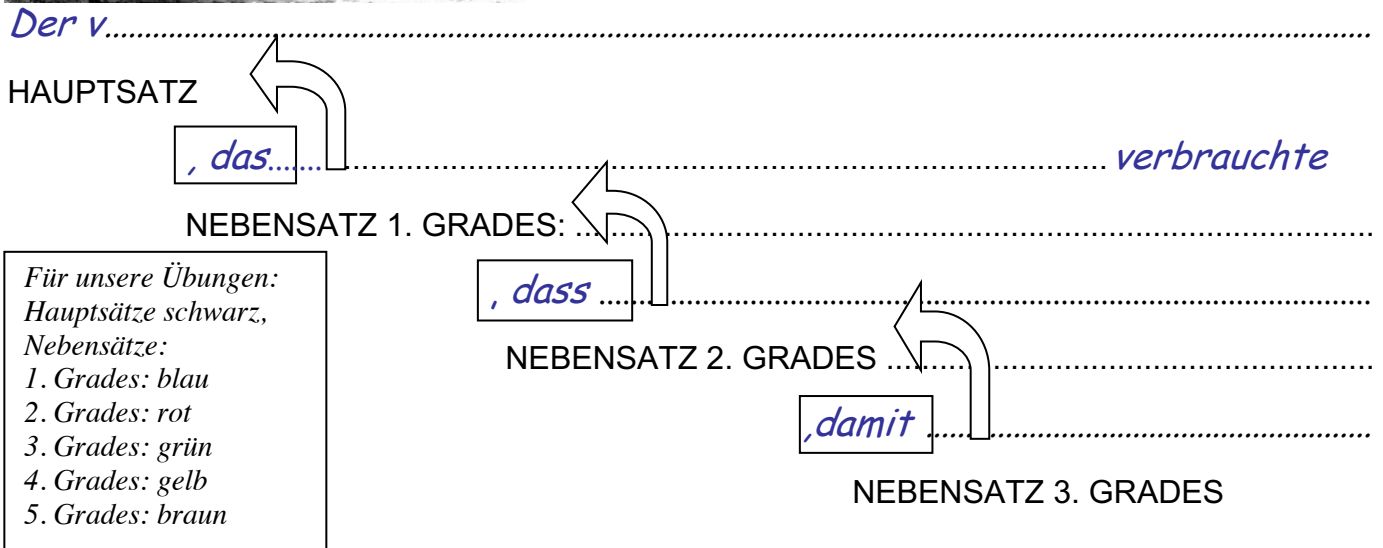 Der v................................................................................
HAUPTSATZ
, das................................................................................ verbrauchte
NEBENSATZ 1. GRADES: ................................................................................
, dass ................................................................................
NEBENSATZ 2. GRADES ................................................................................
,damit ................................................................................
NEBENSATZ 3. GRADES
Für unsere Übungen:
Hauptsätze schwarz,
Nebensätze:
1. Grades: blau
2. Grades: rot
3. Grades: grün
4. Grades: gelb
5. Grades: braun